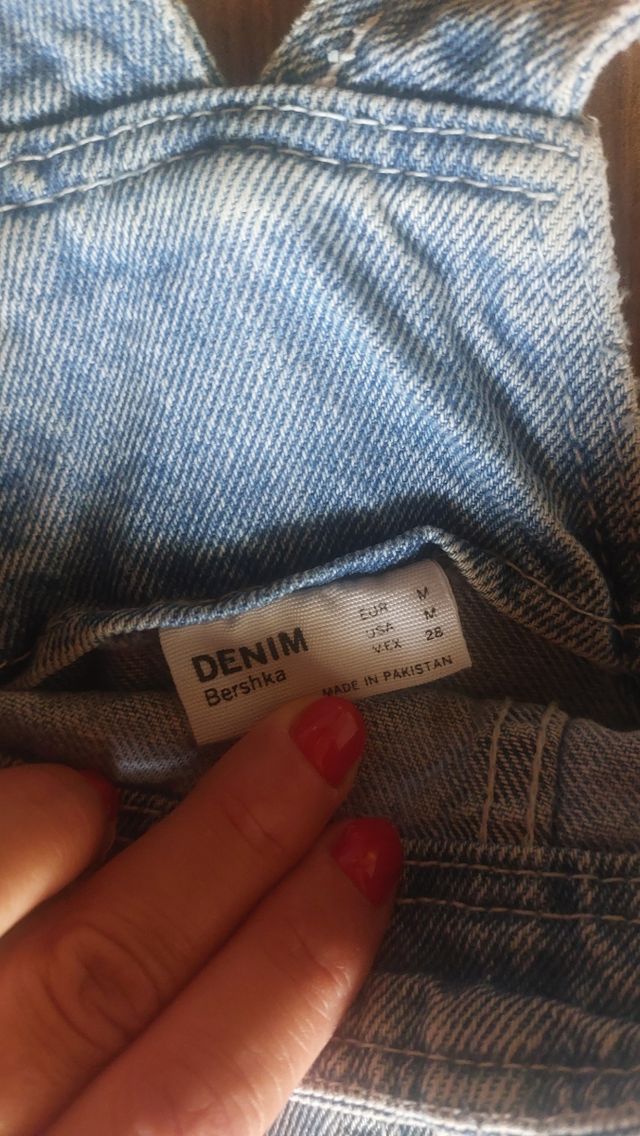 DENIM
Bershka
EUR M
USA M
MEX 28
MADE IN PAKISTAN